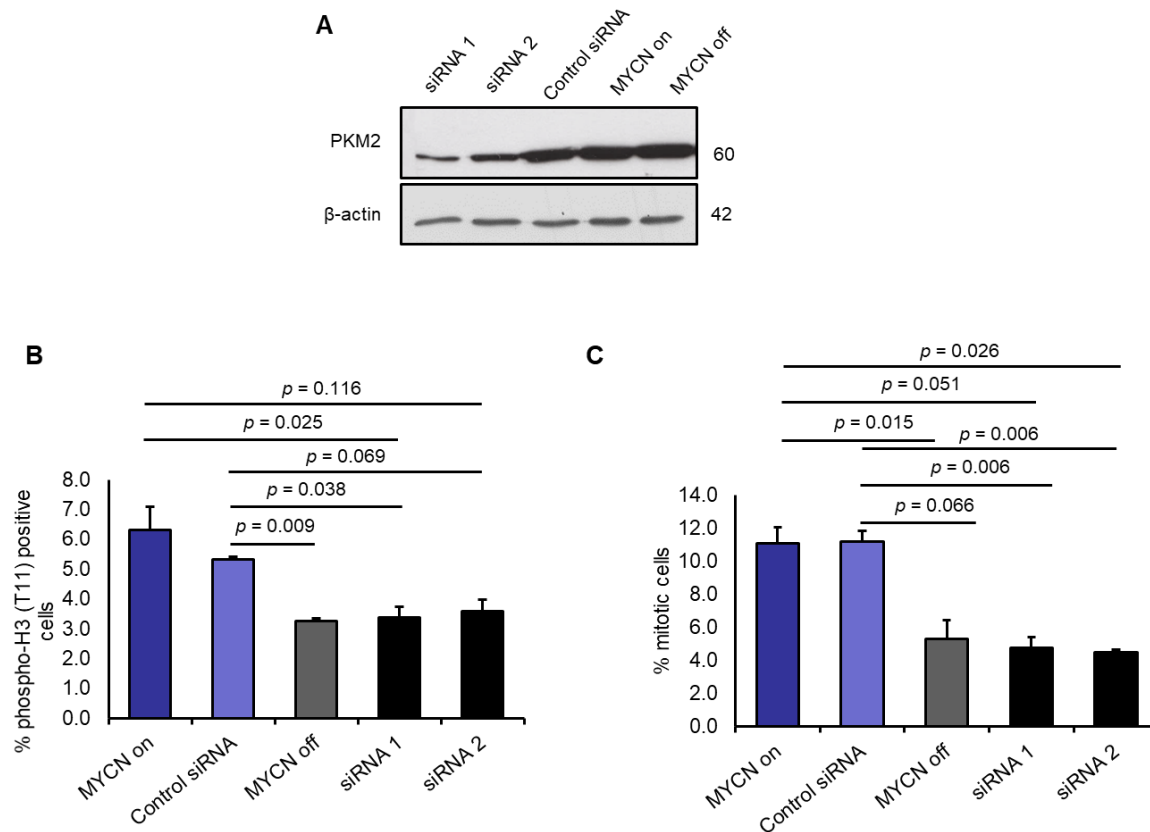 A
siRNA 1
siRNA 2
Control siRNA
MYCN on
MYCN off
PKM2
60
β-actin
42
B
p = 0.116
p = 0.025
p = 0.069
p = 0.038
p = 0.009
% phospho-H3 (T11) positive
cells
8.0
7.0
6.0
5.0
4.0
3.0
2.0
1.0
0.0
MYCN on
Control siRNA
MYCN off
siRNA 1
siRNA 2
C
p = 0.026
p = 0.051
p = 0.015
p = 0.006
p = 0.006
p = 0.066
% mitotic cells
14.0
12.0
10.0
8.0
6.0
4.0
2.0
0.0
MYCN on
Control siRNA
MYCN off
siRNA 1
siRNA 2